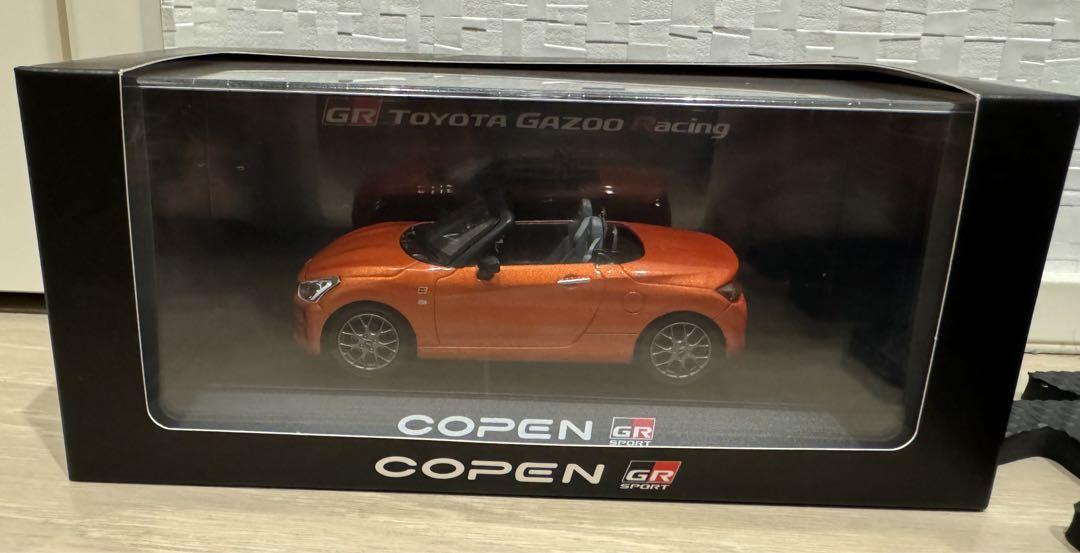 GR TOYOTA GAZOO Racing
COPEN GR SPORT
COPEN GR SPORT